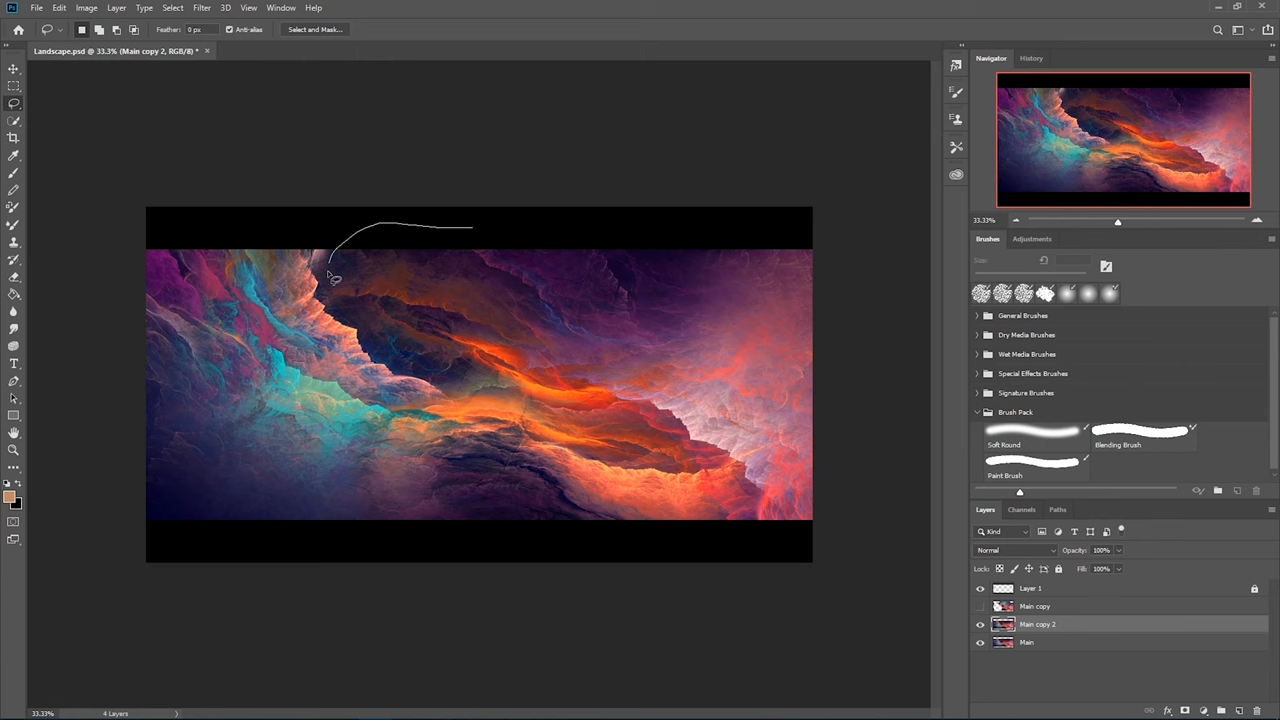 Ps File Edit Image Layer Type Select Filter 3D View Window Help
Feather: 0 px Anti-alias Select and Mask...
Landscape.psd @ 33.3% (Main copy 2, RGB/8) * ×
Navigator History
33.33%
Brushes Adjustments
Size:
General Brushes
Dry Media Brushes
Wet Media Brushes
Special Effects Brushes
Signature Brushes
Brush Pack
Soft Round Blending Brush
Paint Brush
Layers Channels Paths
Kind
Normal Opacity: 100%
Lock: Fill: 100%
Layer 1
Main copy
Main copy 2
Main
33.33% 4 Layers